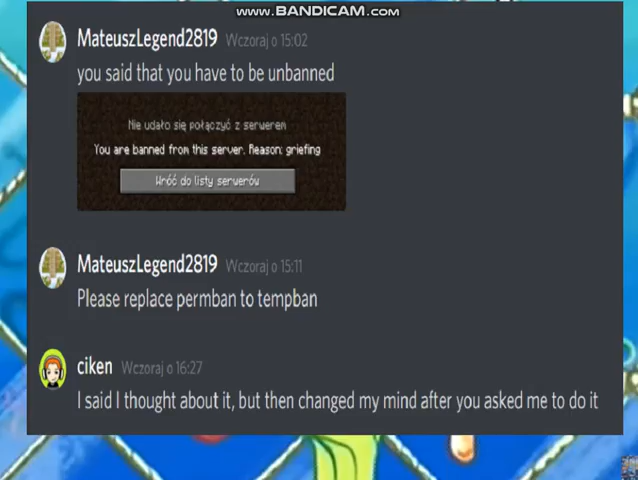 www.BANDICAM.com
MateuszLegend2819 Wczoraj o 15:02
you said that you have to be unbanned
Nie udało się połączyć z serwerem
You are banned from this server. Reason: griefing
Wróć do listy serwerów
MateuszLegend2819 Wczoraj o 15:11
Please replace permban to tempban
ciken Wczoraj o 16:27
I said I thought about it, but then changed my mind after you asked me to do it